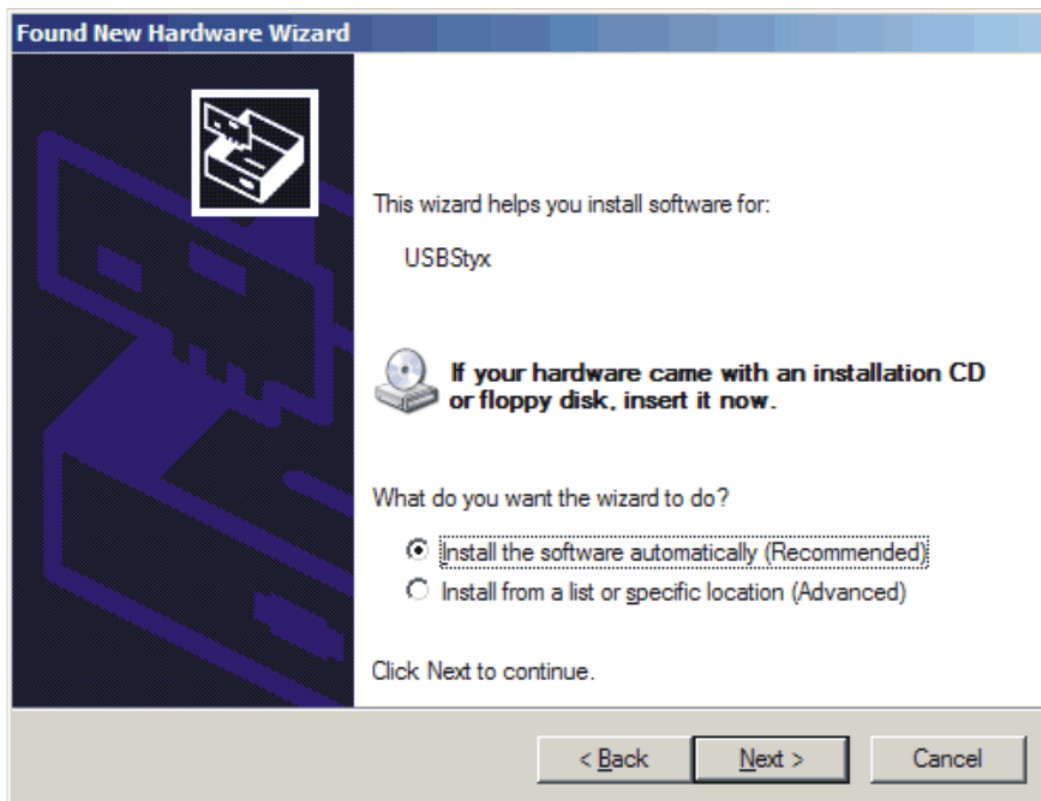 Found New Hardware Wizard
This wizard helps you install software for:
USBStyx
If your hardware came with an installation CD
or floppy disk, insert it now.
What do you want the wizard to do?
Install the software automatically (Recommended)
Install from a list or specific location (Advanced)
Click Next to continue.
< Back
Next >
Cancel